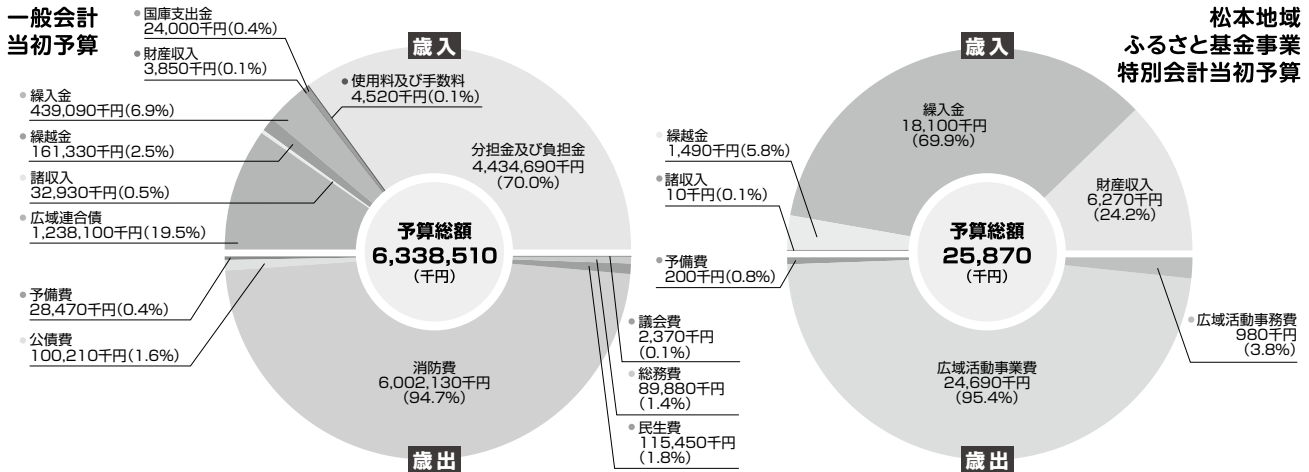 一般会計
当初予算
歳入
国庫支出金
24,000千円(0.4%)
財産収入
3,850千円(0.1%)
使用料及び手数料
4,520千円(0.1%)
繰入金
439,090千円(6.9%)
繰越金
161,330千円(2.5%)
諸収入
32,930千円(0.5%)
広域連合債
1,238,100千円(19.5%)
分担金及び負担金
4,434,690千円
(70.0%)
予算総額
6,338,510
(千円)
予備費
28,470千円(0.4%)
公債費
100,210千円(1.6%)
消防費
6,002,130千円
(94.7%)
議会費
2,370千円
(0.1%)
総務費
89,880千円
(1.4%)
民生費
115,450千円
(1.8%)
歳出
松本地域
ふるさと基金事業
特別会計当初予算
歳入
繰入金
18,100千円
(69.9%)
繰越金
1,490千円(5.8%)
諸収入
10千円(0.1%)
財産収入
6,270千円
(24.2%)
予算総額
25,870
(千円)
予備費
200千円(0.8%)
広域活動事務費
980千円
(3.8%)
広域活動事業費
24,690千円
(95.4%)
歳出